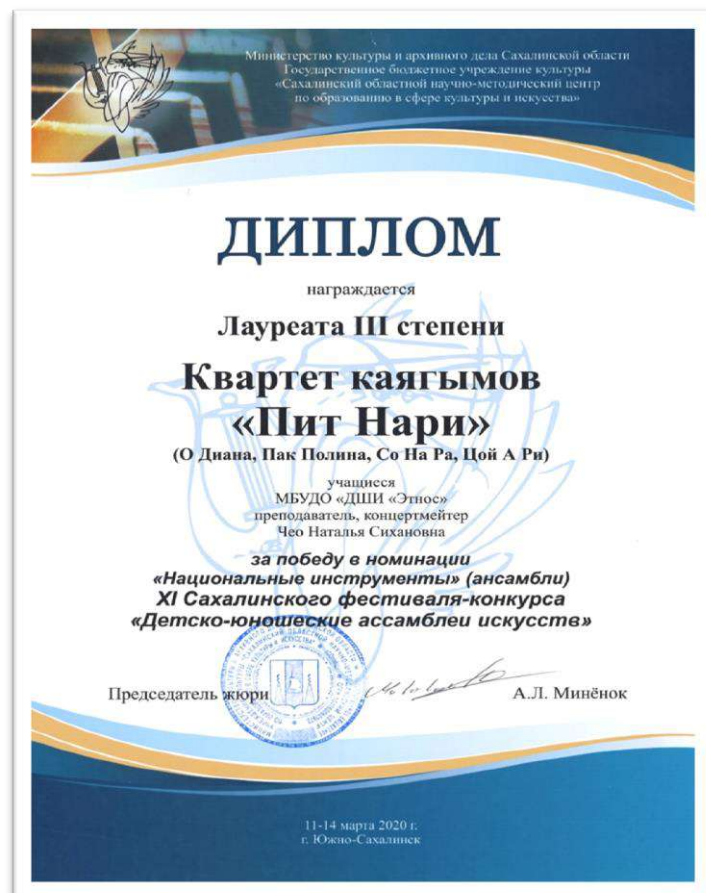 Министерство культуры и архивного дела Сахалинской области
Государственное бюджетное учреждение культуры
«Сахалинский областной научно-методический центр
по образованию в сфере культуры и искусства»
ДИПЛОМ
награждается
Лауреата III степени
Квартет каягымов
«Пит Нари»
(О Диана, Пак Полина, Со На Ра, Цой А Ри)
учащиеся
МБУДО «ДШИ «Этнос»
преподаватель, концертмейтер
Чео Наталья Сихановна
за победу в номинации
«Национальные инструменты» (ансамбли)
XI Сахалинского фестиваля-конкурса
«Детско-юношеские ассамблеи искусств»
Председатель жюри
А.Л. Минёнок
11-14 марта 2020 г.
г. Южно-Сахалинск